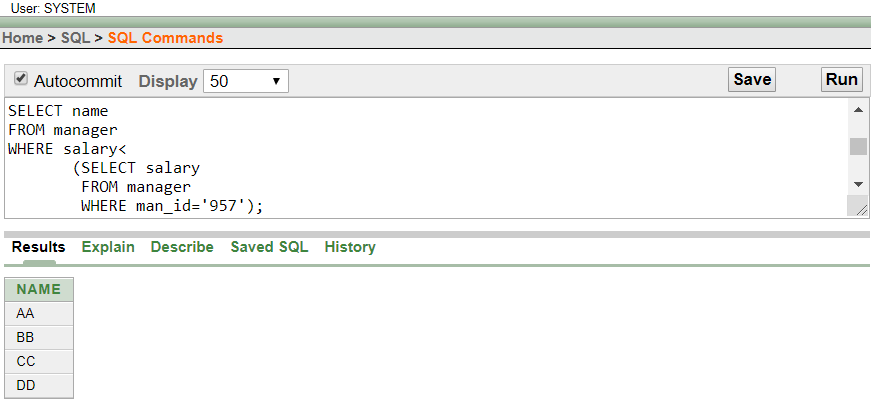 User: SYSTEM
Home > SQL > SQL Commands
Autocommit Display 50 Save Run
SELECT name
FROM manager
WHERE salary<
(SELECT salary
FROM manager
WHERE man_id='957');
Results Explain Describe Saved SQL History
NAME
AA
BB
CC
DD